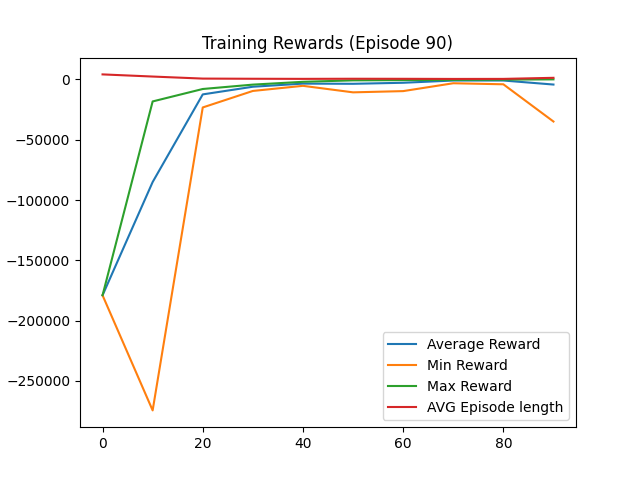 Training Rewards (Episode 90)
0
−50000
−100000
−150000
−200000
−250000
Average Reward
Min Reward
Max Reward
AVG Episode length
0 20 40 60 80